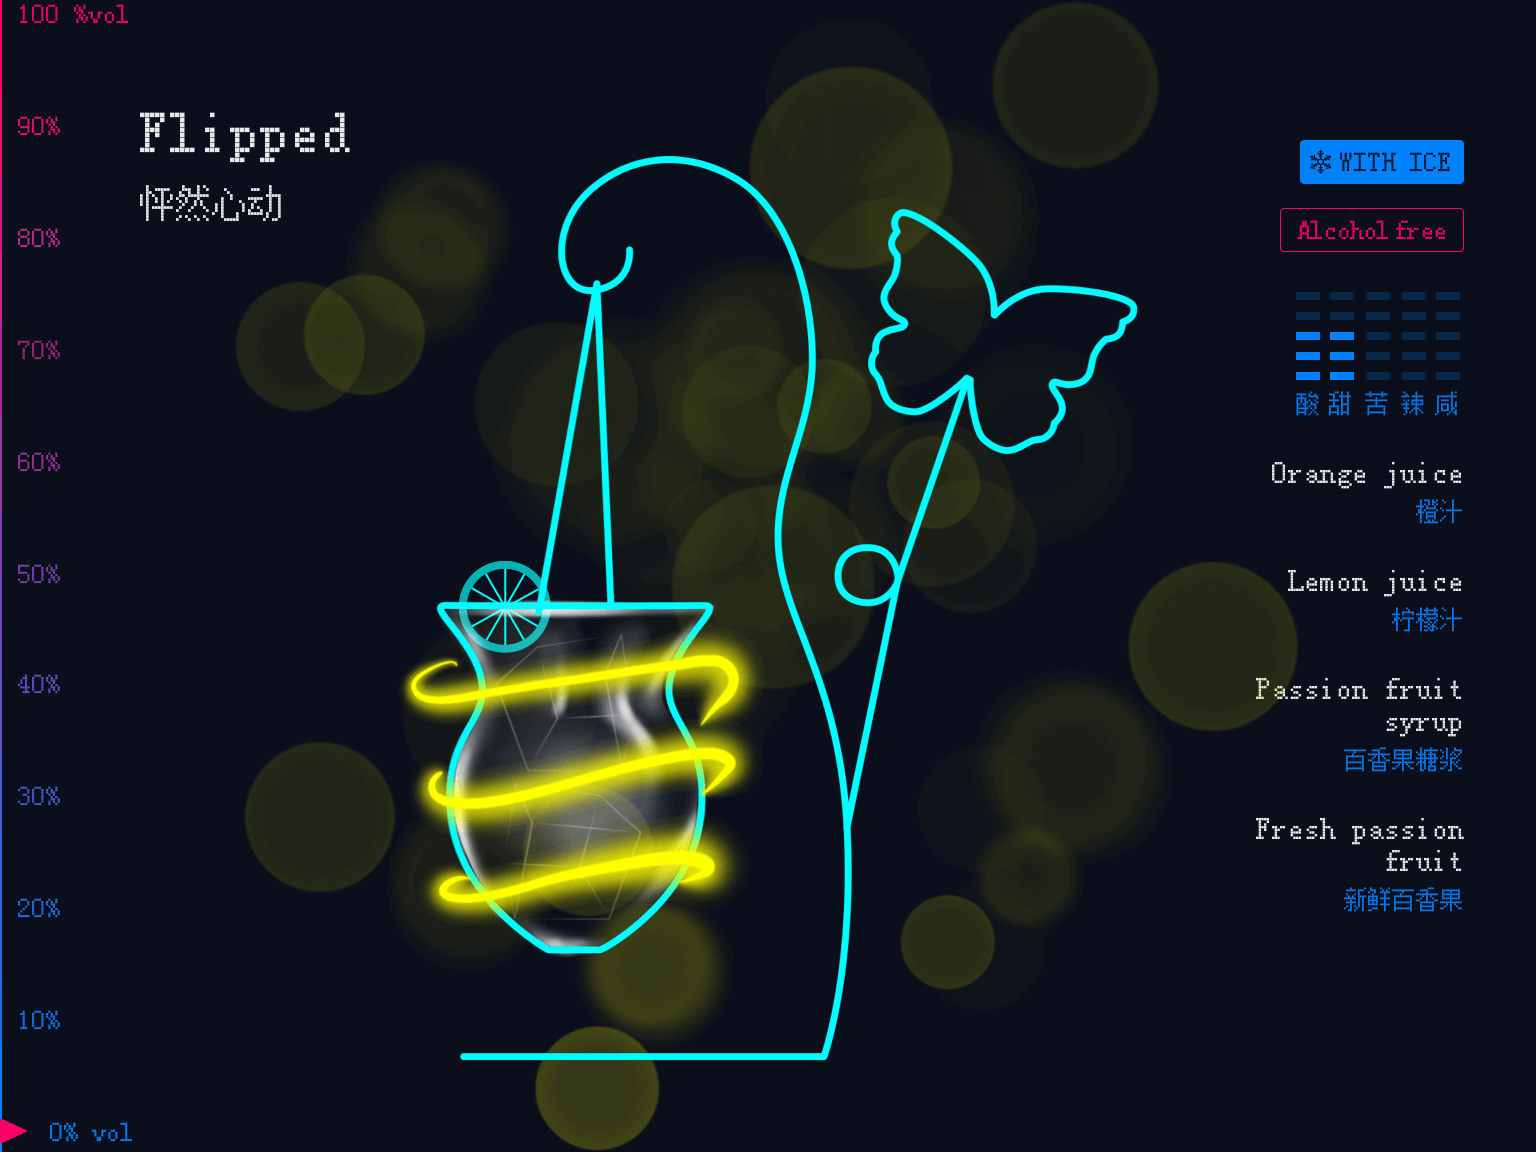 100 %vol
90%
80%
70%
60%
50%
40%
30%
20%
10%
0% vol
Flipped
怦然心动
WITH ICE
Alcohol free
酸 甜 苦 辣 咸
Orange juice
橙汁
Lemon juice
柠檬汁
Passion fruit
syrup
百香果糖浆
Fresh passion
fruit
新鲜百香果